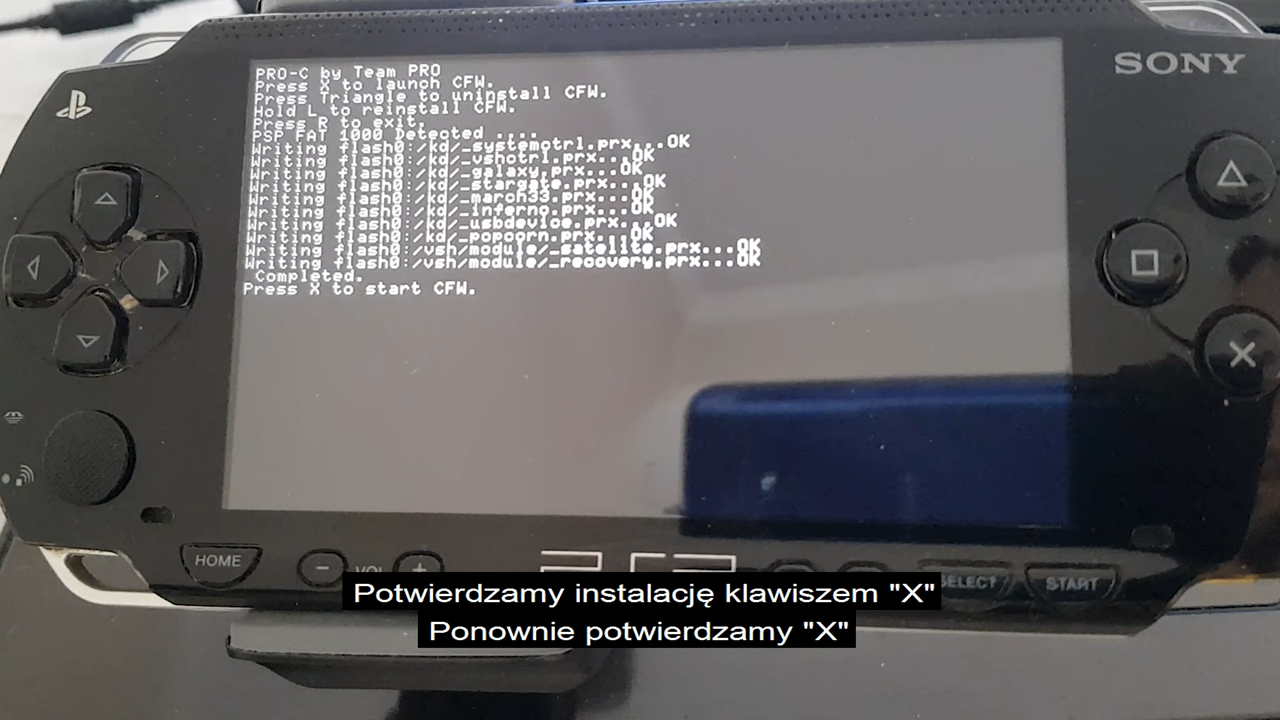 SONY
PRO-C by Team PRO
Press X to launch CFW.
Press Triangle to uninstall CFW.
Hold L to reinstall CFW.
Press R to exit.
PSP FAT 1000 Detected ....
Writing flash0:/kd/_systemctrl.prx...OK
Writing flash0:/kd/_vshctrl.prx...OK
Writing flash0:/kd/_galaxy.prx...OK
Writing flash0:/kd/_stargate.prx...OK
Writing flash0:/kd/_march33.prx...OK
Writing flash0:/kd/_inferno.prx...OK
Writing flash0:/kd/_usbdevice.prx...OK
Writing flash0:/kd/_popcorn.prx...OK
Writing flash0:/vsh/module/_satelite.prx...OK
Writing flash0:/vsh/module/_recovery.prx...OK
Completed.
Press X to start CFW.
HOME - VOL + SELECT START
Potwierdzamy instalację klawiszem "X"
Ponownie potwierdzamy "X"